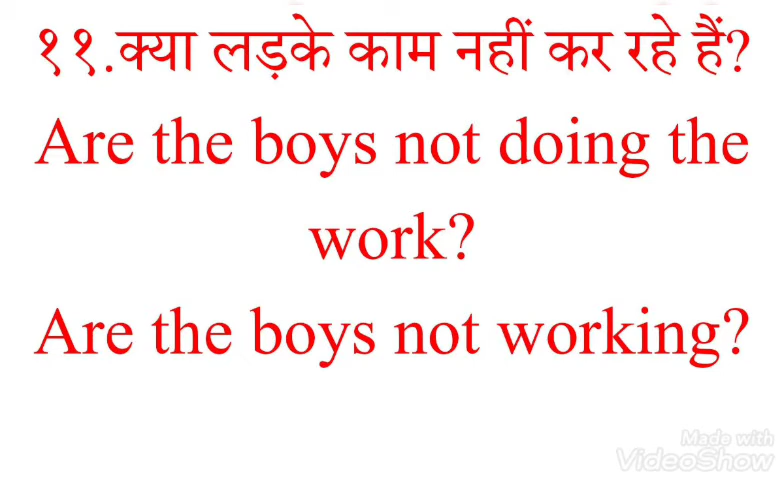 ११.क्या लड़के काम नहीं कर रहे हैं?
Are the boys not doing the
work?
Are the boys not working?
Made with
VideoShow